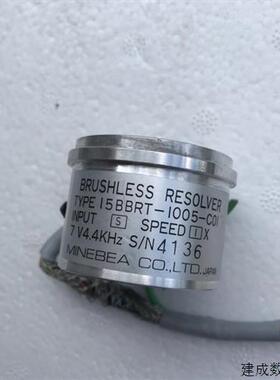 BRUSHLESS RESOLVER
TYPE 15BBRT-1005-C01
INPUT S SPEED 1 X
7 V4.4KHz S/N4136
MINEBEA CO.,LTD. JAPAN
建成数